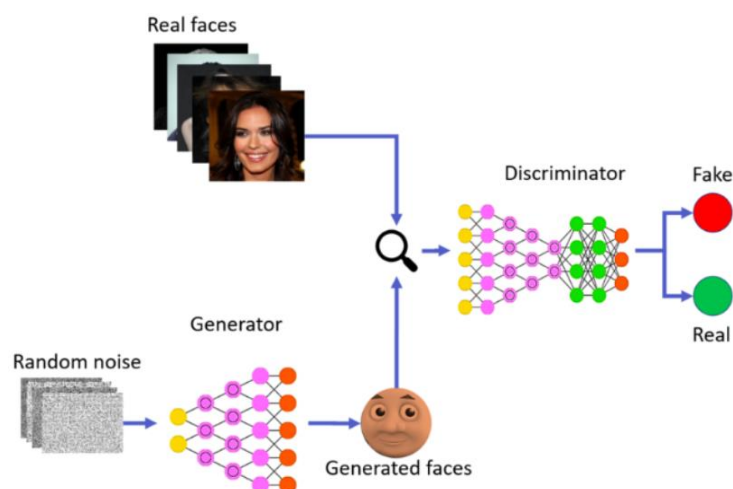 Real faces
Discriminator
Fake
Real
Generator
Random noise
Generated faces